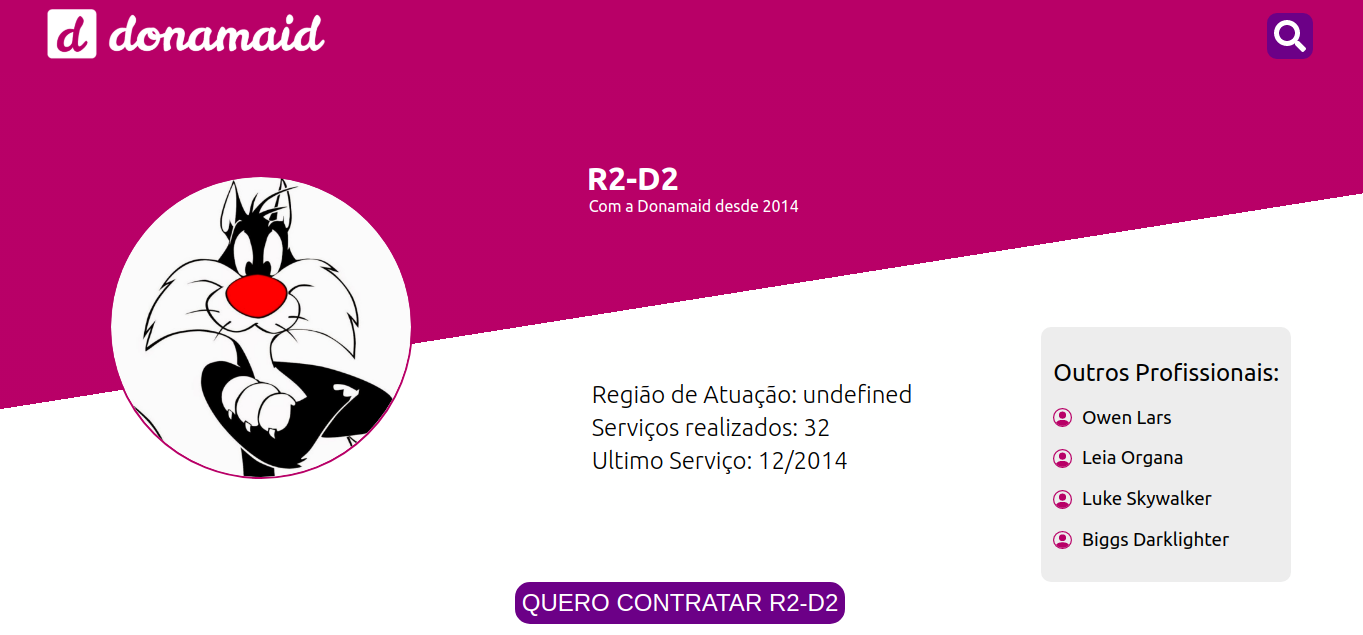 d donamaid
R2-D2
Com a Donamaid desde 2014
Região de Atuação: undefined
Serviços realizados: 32
Ultimo Serviço: 12/2014
Outros Profissionais:
Owen Lars
Leia Organa
Luke Skywalker
Biggs Darklighter
QUERO CONTRATAR R2-D2